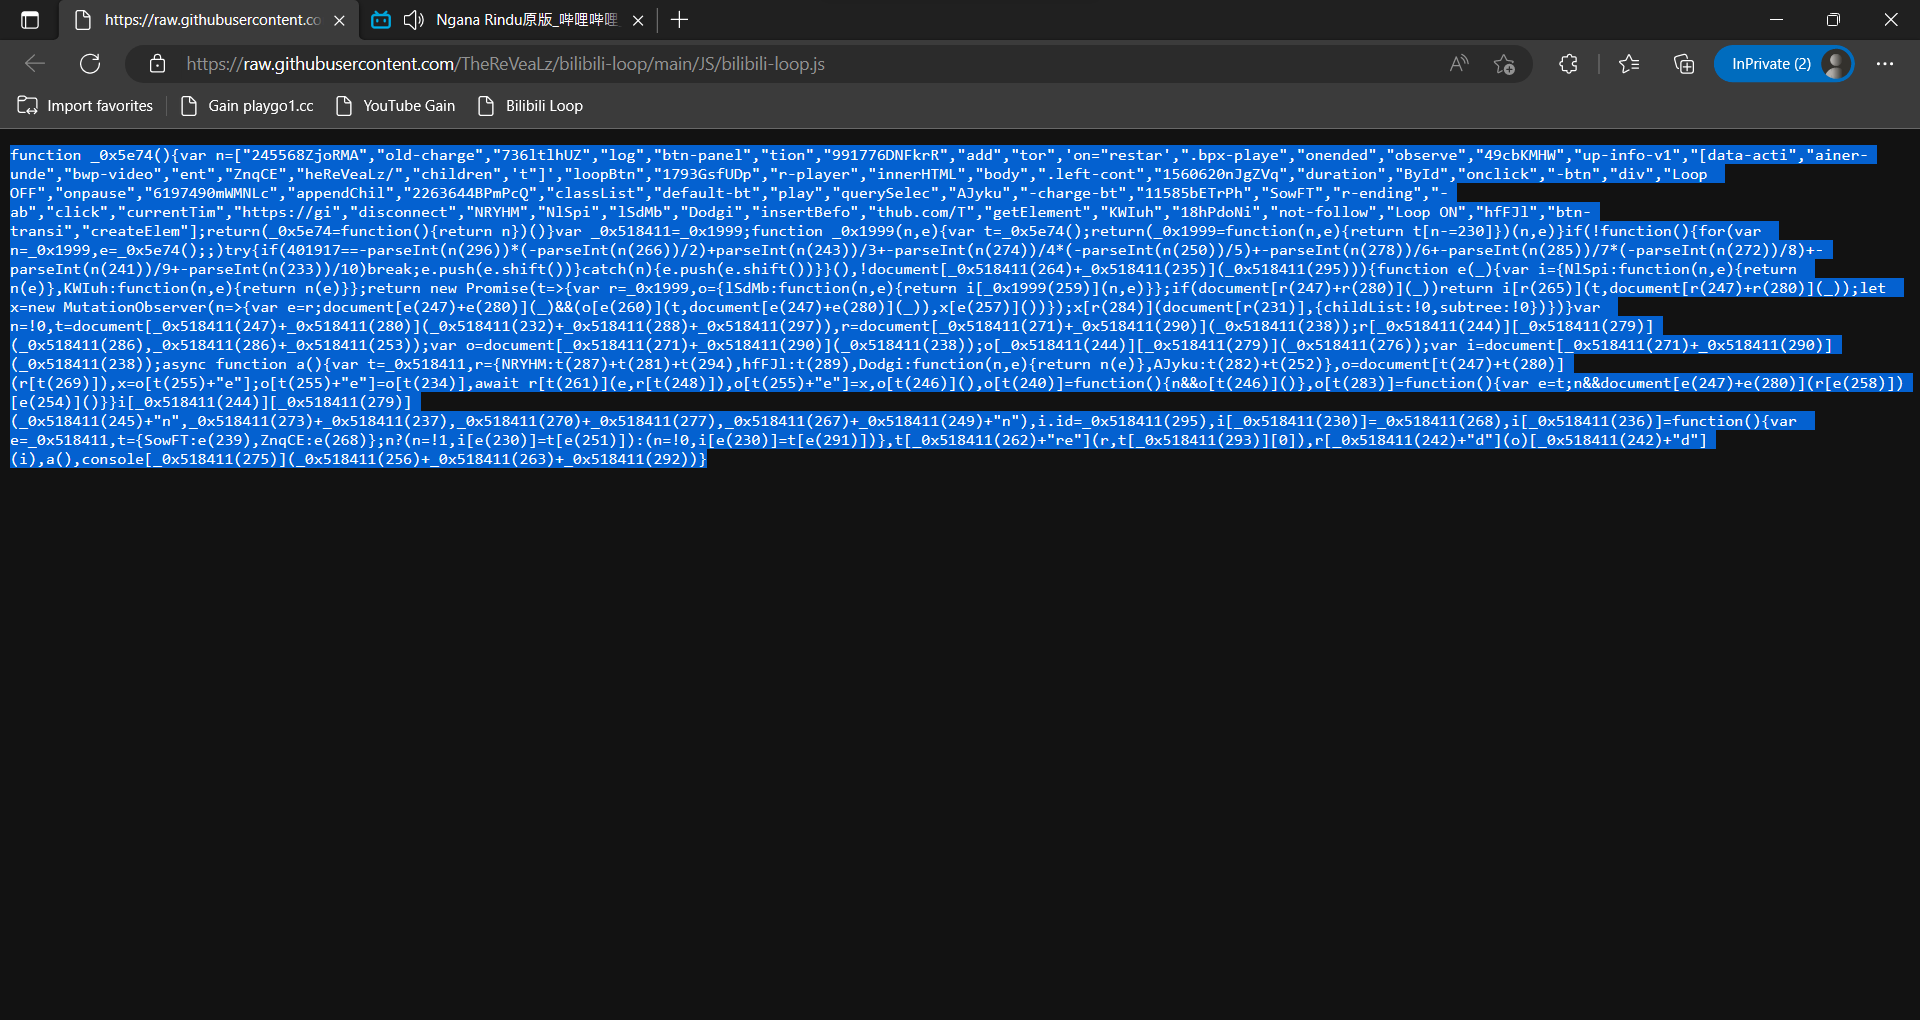 https://raw.githubusercontent.co
Ngana Rindu原版_哔哩哔哩
https://raw.githubusercontent.com/TheReVeaLz/bilibili-loop/main/JS/bilibili-loop.js
InPrivate (2)
Import favorites
Gain playgo1.cc
YouTube Gain
Bilibili Loop
function _0x5e74(){var n=["245568ZjoRMA","old-charge","736ltlhUZ","log","btn-panel","tion","991776DNFkrR","add","tor",'on="restar',".bpx-playe","onended","observe","49cbKMHW","up-info-v1","[data-acti","ainer-
unde","bwp-video","ent","ZnqCE","heReVeaLz/","children",'t"]',"loopBtn","1793GsfUDp","r-player","innerHTML","body",".left-cont","1560620nJgZVq","duration","ById","onclick","-btn","div","Loop
OFF","onpause","6197490mWMNLc","appendChil","2263644BPmPcQ","classList","default-bt","play","querySelec","AJyku","-charge-bt","11585bETrPh","SowFT","r-ending","-
ab","click","currentTim","https://gi","disconnect","NRYHM","NlSpi","lSdMb","Dodgi","insertBefo","thub.com/T","getElement","KWIuh","18hPdoNi","not-follow","Loop ON","hfFJl","btn-
transi","createElem"];return(_0x5e74=function(){return n})()}var _0x518411=_0x1999;function _0x1999(n,e){var t=_0x5e74();return(_0x1999=function(n,e){return t[n-=230]})(n,e)}if(!function(){for(var
n=_0x1999,e=_0x5e74();;)try{if(401917==-parseInt(n(296))*(-parseInt(n(266))/2)+parseInt(n(243))/3+-parseInt(n(274))/4*(-parseInt(n(250))/5)+-parseInt(n(278))/6+-parseInt(n(285))/7*(-parseInt(n(272))/8)+-
parseInt(n(241))/9+-parseInt(n(233))/10)break;e.push(e.shift())}catch(n){e.push(e.shift())}}(),!document[_0x518411(264)+_0x518411(235)](_0x518411(295))){function e(_){var i={NlSpi:function(n,e){return
n(e)},KWIuh:function(n,e){return n(e)}};return new Promise(t=>{var r=_0x1999,o={lSdMb:function(n,e){return i[_0x1999(259)](n,e)}};if(document[r(247)+r(280)](_))return i[r(265)](t,document[r(247)+r(280)](_));let
x=new MutationObserver(n=>{var e=r;document[e(247)+e(280)](_)&&(o[e(260)](t,document[e(247)+e(280)](_)),x[e(257)]())});x[r(284)](document[r(231)],{childList:!0,subtree:!0})})}var
n=!0,t=document[_0x518411(247)+_0x518411(280)](_0x518411(232)+_0x518411(288)+_0x518411(297)),r=document[_0x518411(271)+_0x518411(290)](_0x518411(238));r[_0x518411(244)][_0x518411(279)]
(_0x518411(286),_0x518411(286)+_0x518411(253));var o=document[_0x518411(271)+_0x518411(290)](_0x518411(238));o[_0x518411(244)][_0x518411(279)](_0x518411(276));var i=document[_0x518411(271)+_0x518411(290)]
(_0x518411(238));async function a(){var t=_0x518411,r={NRYHM:t(287)+t(281)+t(294),hfFJl:t(289),Dodgi:function(n,e){return n(e)},AJyku:t(282)+t(252)},o=document[t(247)+t(280)]
(r[t(269)]),x=o[t(255)+"e"];o[t(255)+"e"]=o[t(234)],await r[t(261)](e,r[t(248)]),o[t(255)+"e"]=x,o[t(246)](),o[t(240)]=function(){n&&o[t(246)]()},o[t(283)]=function(){var e=t;n&&document[e(247)+e(280)](r[e(258)])
[e(254)]()}}i[_0x518411(244)][_0x518411(279)]
(_0x518411(245)+"n",_0x518411(273)+_0x518411(237),_0x518411(270)+_0x518411(277),_0x518411(267)+_0x518411(249)+"n"),i.id=_0x518411(295),i[_0x518411(230)]=_0x518411(268),i[_0x518411(236)]=function(){var
e=_0x518411,t={SowFT:e(239),ZnqCE:e(268)};n?(n=!1,i[e(230)]=t[e(251)]):(n=!0,i[e(230)]=t[e(291)])},t[_0x518411(262)+"re"](r,t[_0x518411(293)][0]),r[_0x518411(242)+"d"](o)[_0x518411(242)+"d"]
(i),a(),console[_0x518411(275)](_0x518411(256)+_0x518411(263)+_0x518411(292))}